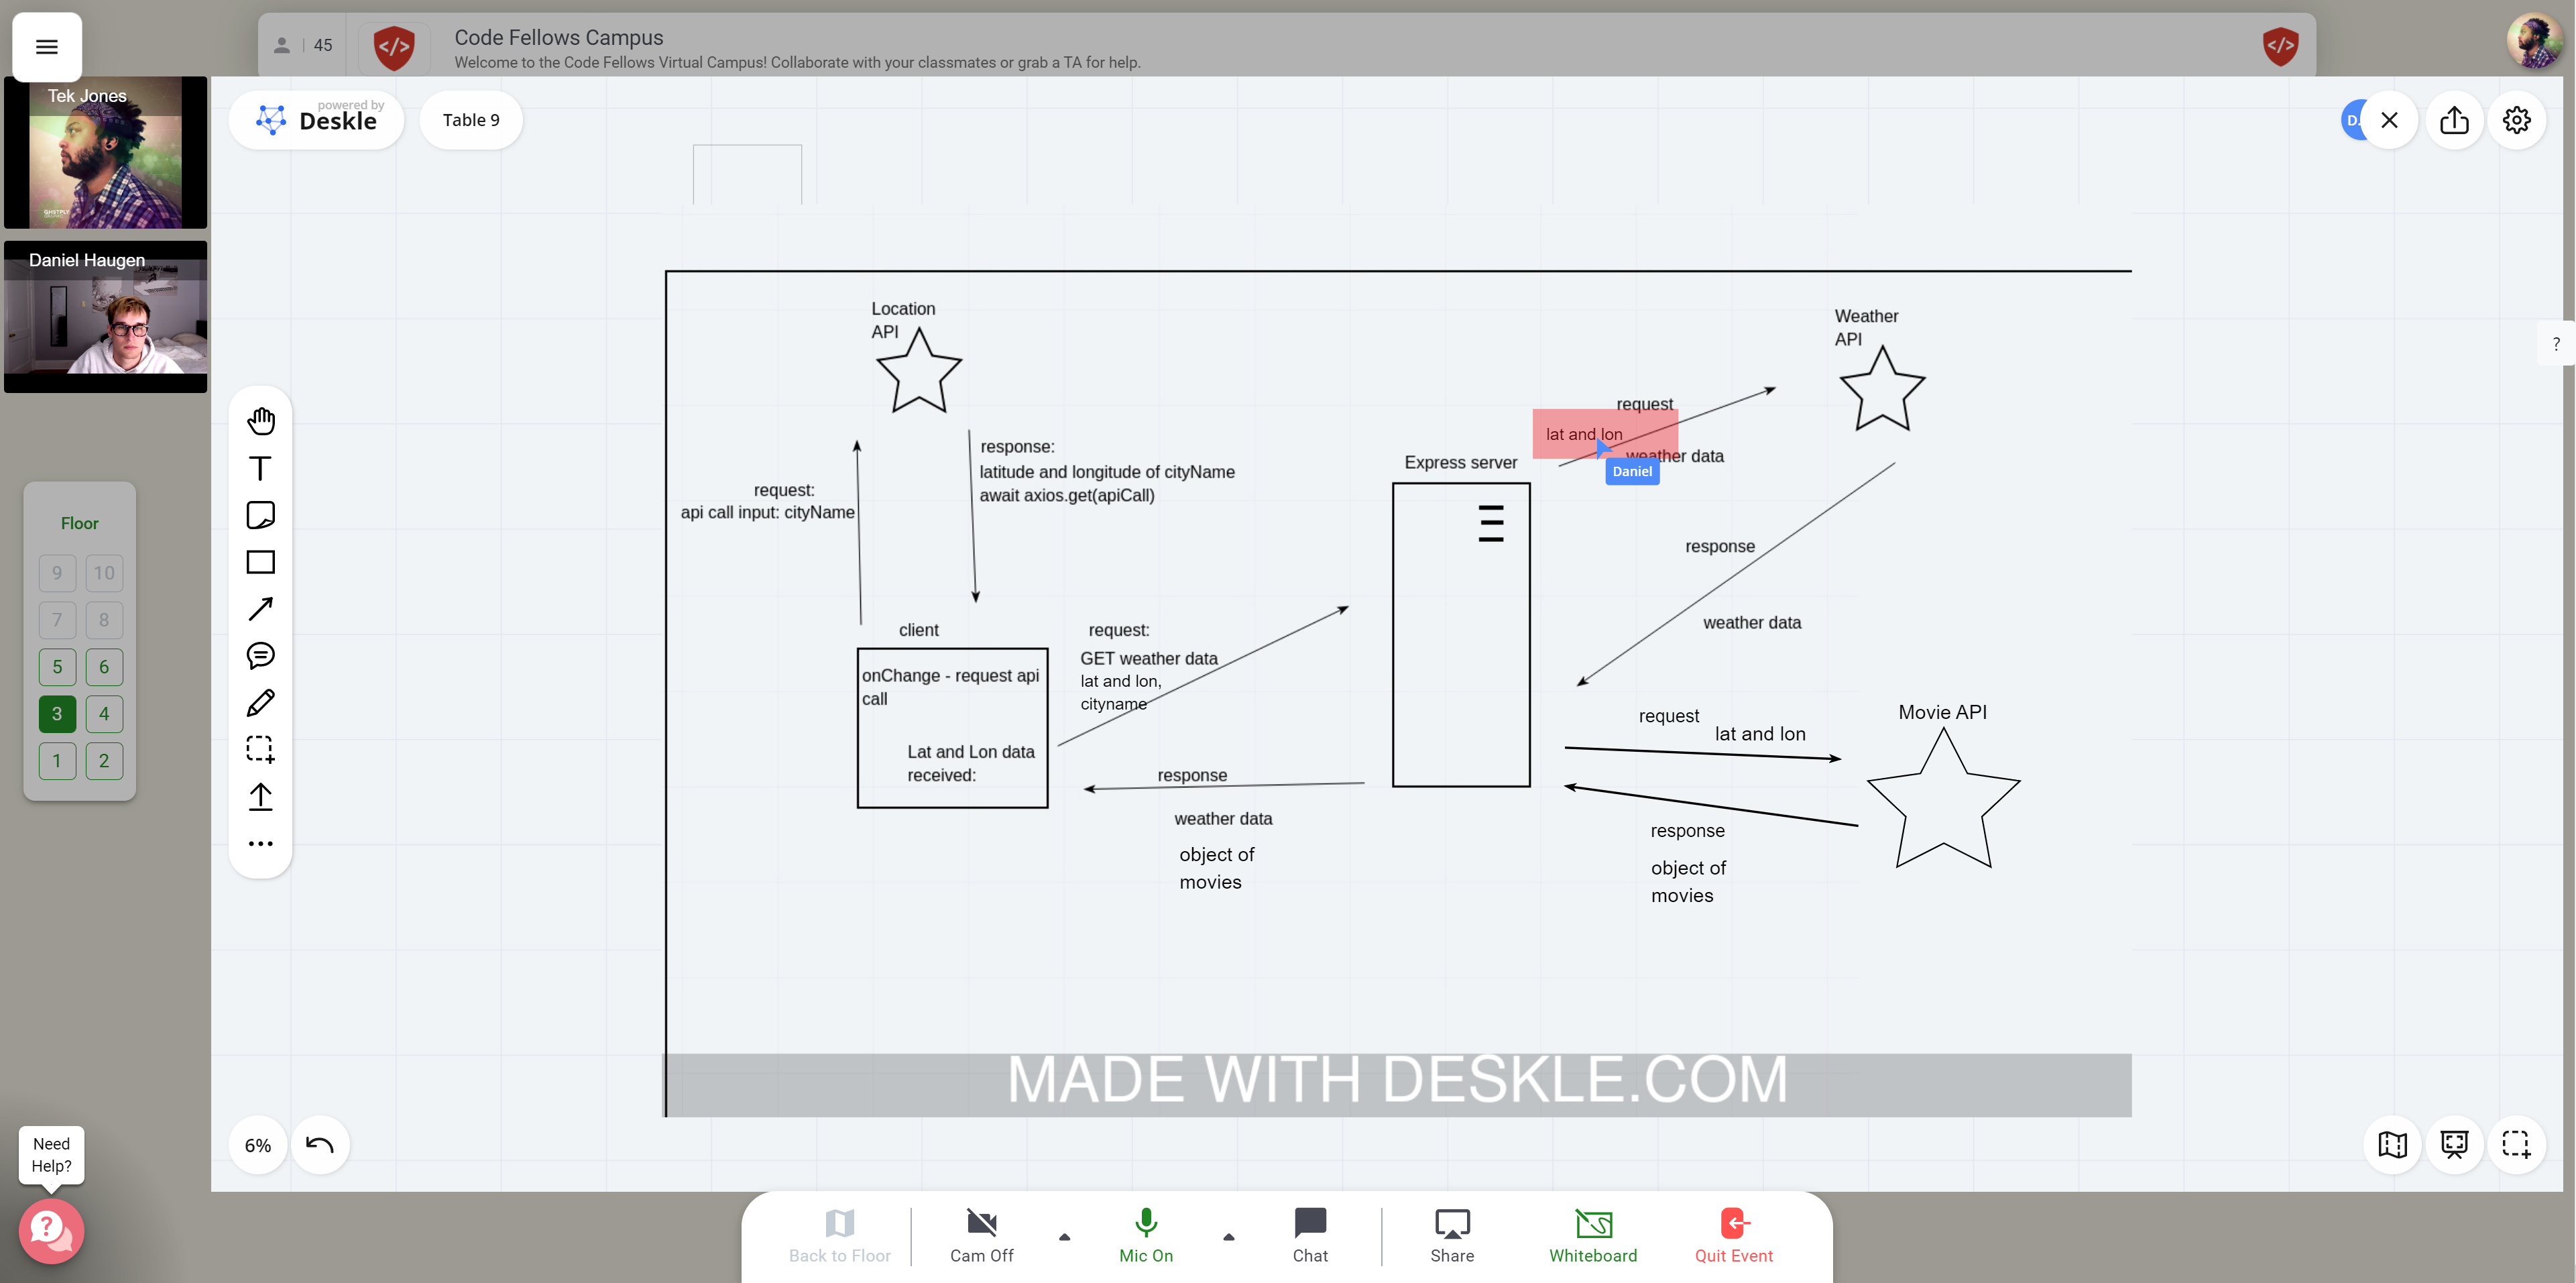 45
Code Fellows Campus
Welcome to the Code Fellows Virtual Campus! Collaborate with your classmates or grab a TA for help.
Tek Jones
powered by
Deskle
Table 9
D.
Daniel Haugen
Location
API
Weather
API
?
request
lat and lon
weather data
Daniel
response:
latitude and longitude of cityName
await axios.get(apiCall)
Express server
request:
api call input: cityName
Floor
9 10
7 8
5 6
3 4
1 2
response
weather data
client
onChange - request api
call
Lat and Lon data
received:
request:
GET weather data
lat and lon,
cityname
response
weather data
object of
movies
Movie API
request
lat and lon
response
object of
movies
MADE WITH DESKLE.COM
6%
Need
Help?
Back to Floor
Cam Off
Mic On
Chat
Share
Whiteboard
Quit Event